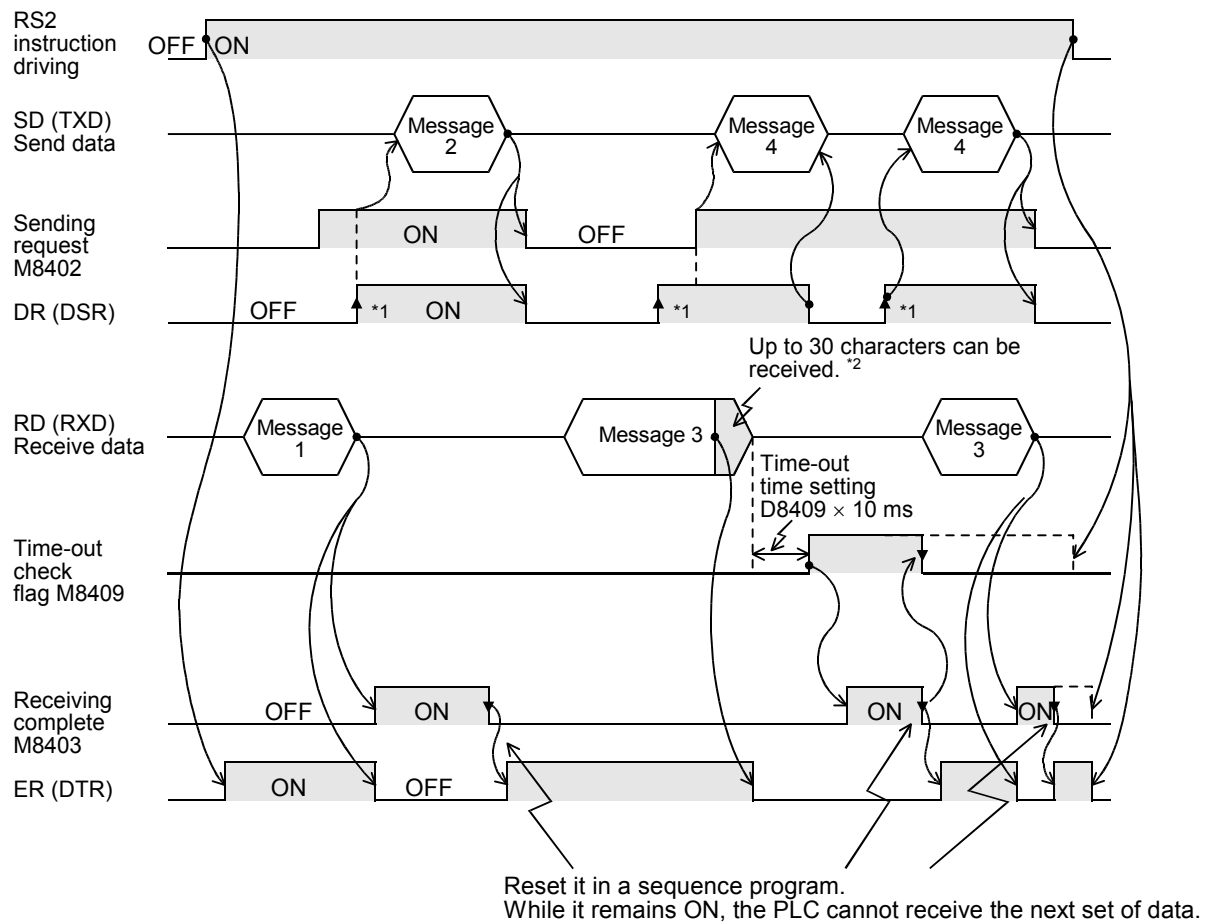 RS2
instruction
driving
OFF
ON
SD (TXD)
Send data
Message
2
Message
4
Message
4
Sending
request
M8402
ON
OFF
DR (DSR)
OFF
*1
ON
*1
*1
Up to 30 characters can be
received. *2
RD (RXD)
Receive data
Message
1
Message 3
Message
3
Time-out
time setting
D8409 × 10 ms
Time-out
check
flag M8409
Receiving
complete
M8403
OFF
ON
ON
ON
ER (DTR)
ON
OFF
Reset it in a sequence program.
While it remains ON, the PLC cannot receive the next set of data.